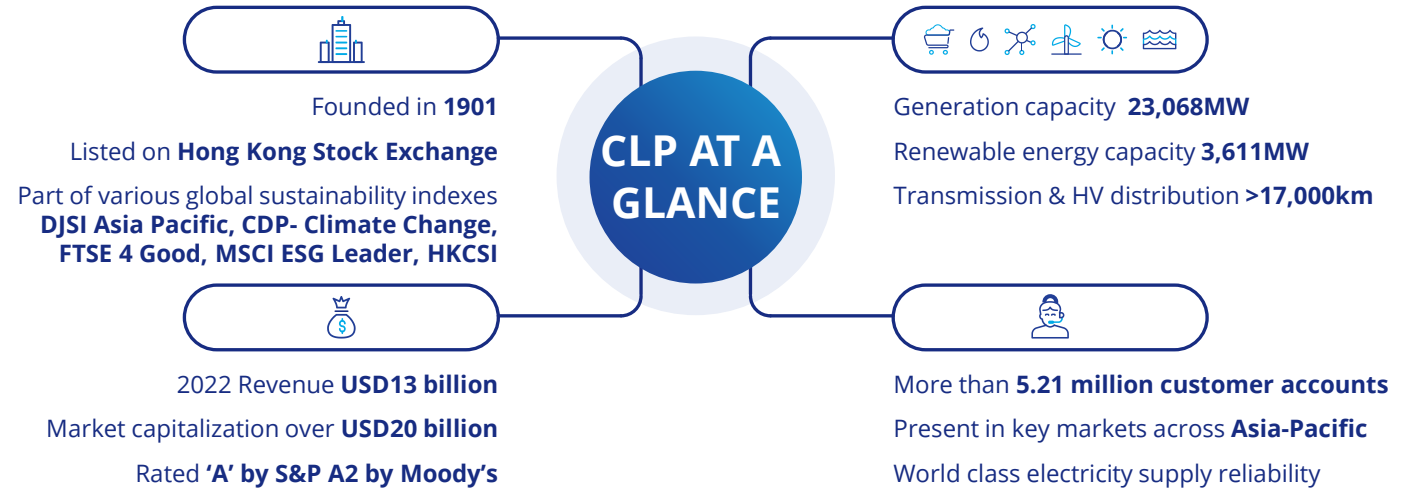 CLP AT A
GLANCE
Founded in 1901
Listed on Hong Kong Stock Exchange
Part of various global sustainability indexes
DJSI Asia Pacific, CDP- Climate Change,
FTSE 4 Good, MSCI ESG Leader, HKCSI
Generation capacity 23,068MW
Renewable energy capacity 3,611MW
Transmission & HV distribution >17,000km
$
2022 Revenue USD13 billion
Market capitalization over USD20 billion
Rated ‘A’ by S&P A2 by Moody’s
More than 5.21 million customer accounts
Present in key markets across Asia-Pacific
World class electricity supply reliability